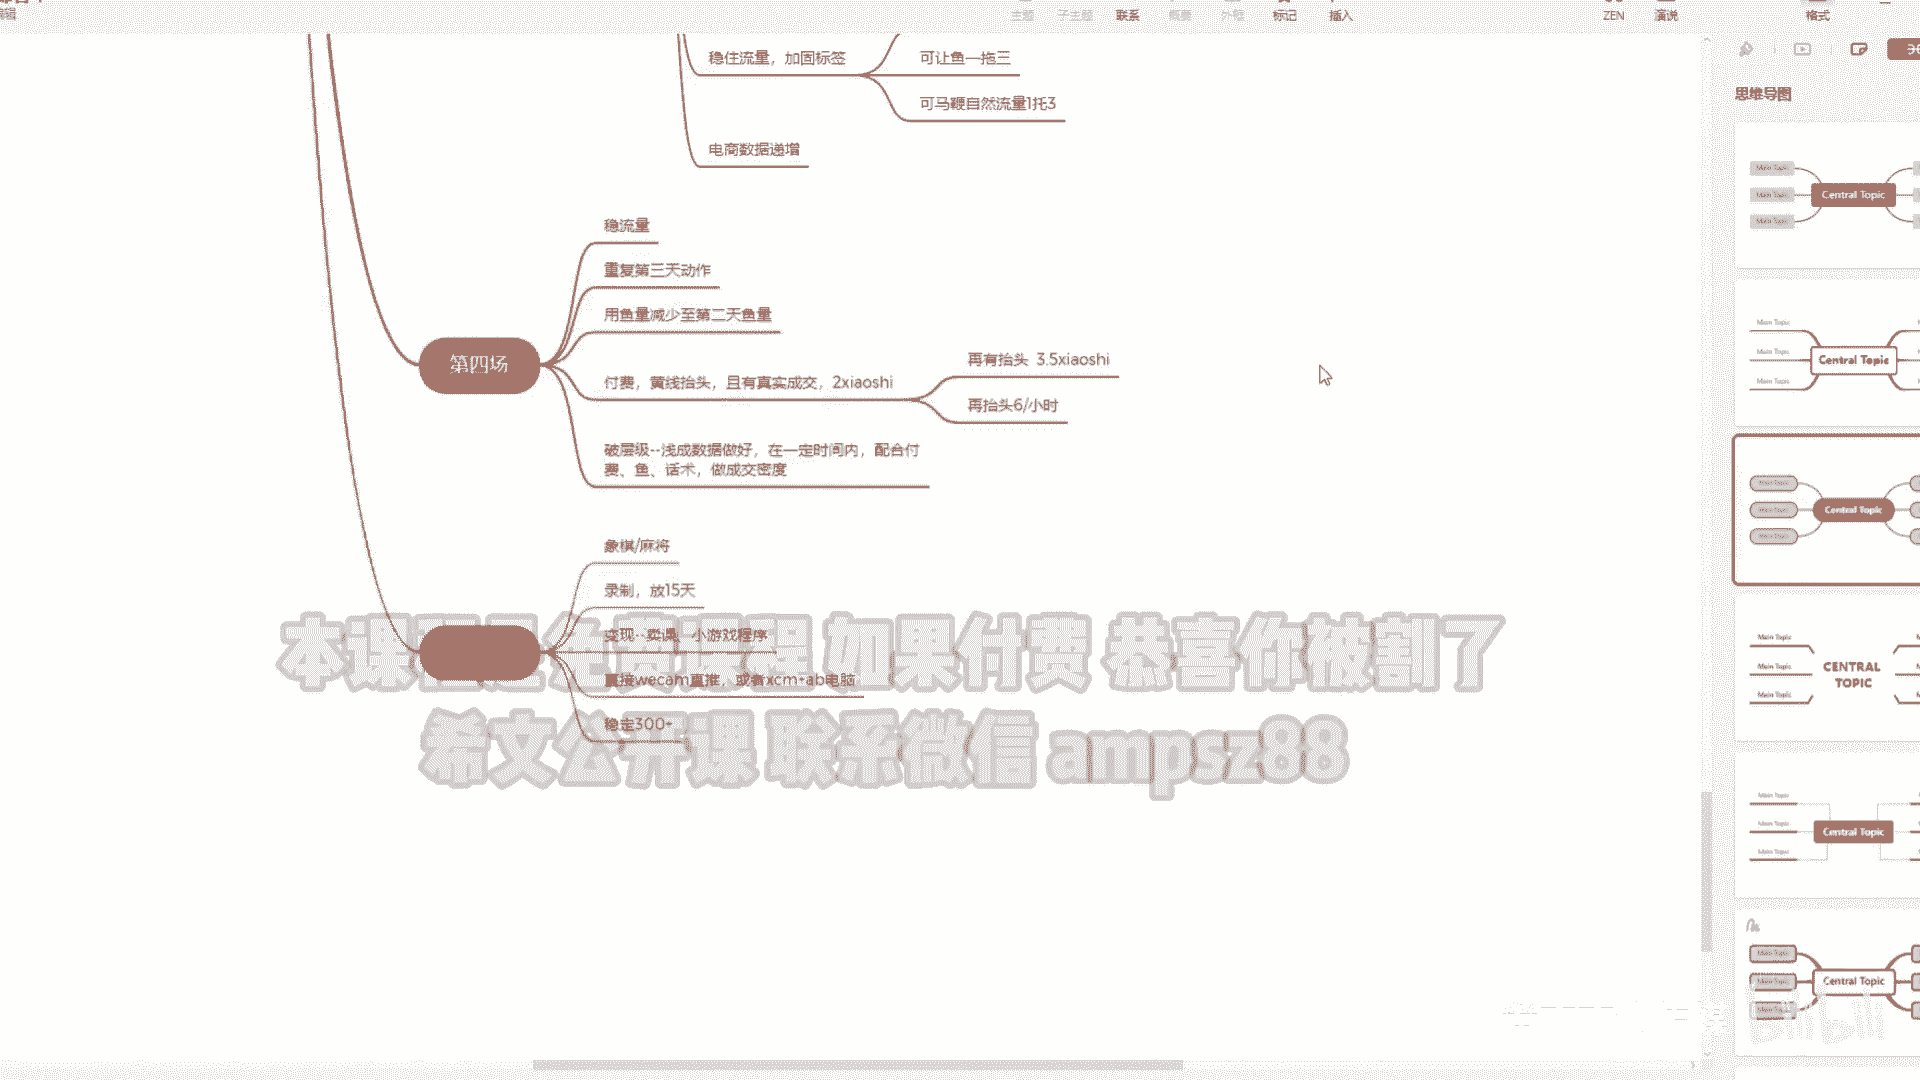 主题
子主题
联系
概要
外框
标记
插入
ZEN
演说
格式
稳住流量，加固标签
可让鱼一拖三
可马鞭自然流量1托3
电商数据递增
第四场
稳流量
重复第三天动作
用鱼量减少至第二天鱼量
付费，黄线抬头，且有真实成交，2xiaoshi
再有抬头 3.5xiaoshi
再抬头6/小时
破层级--浅成数据做好，在一定时间内，配合付
费、鱼、话术，做成交密度
象棋/麻将
录制，放15天
变现--卖课--小游戏程序
直接wecam直推，或者xcm+ab电脑
稳定300+
本课程是免费课程 如果付费 恭喜你被割了
希文公开课 联系微信 ampsz88
思维导图
Main Topic
Main Topic
Main Topic
Central Topic
Main Topic
Main Topic
Main Topic
Central Topic
Main Topic
Main Topic
Main Topic
Central Topic
Main Topic
Main Topic
Main Topic
CENTRAL
TOPIC
Main Topic
Main Topic
Main Topic
Central Topic
Main Topic
Main Topic
Main Topic
Central Topic
bilibili